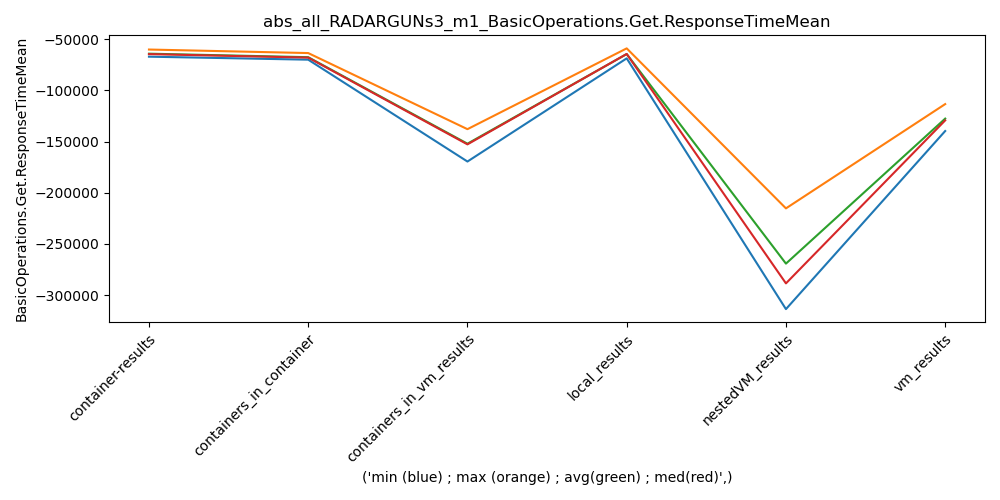 abs_all_RADARGUNs3_m1_BasicOperations.Get.ResponseTimeMean
BasicOperations.Get.ResponseTimeMean
−50000
−100000
−150000
−200000
−250000
−300000
container-results
containers_in_container
containers_in_vm_results
local_results
nestedVM_results
vm_results
('min (blue) ; max (orange) ; avg(green) ; med(red)',)